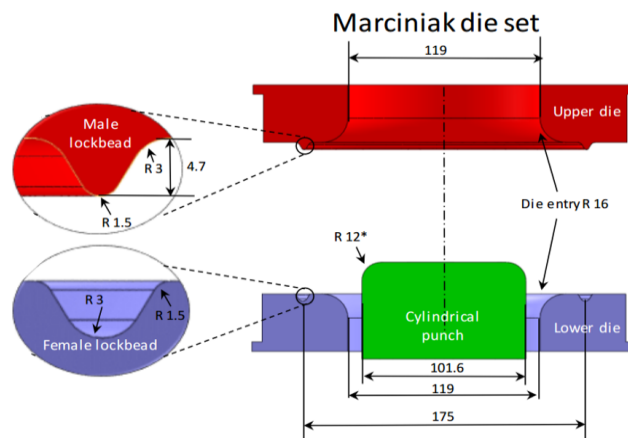 Marciniak die set
119
Male
lockbead
R 3
4.7
R 1.5
Upper die
Die entry R 16
R 12*
R 3
R 1.5
Female lockbead
Cylindrical
punch
Lower die
101.6
119
175